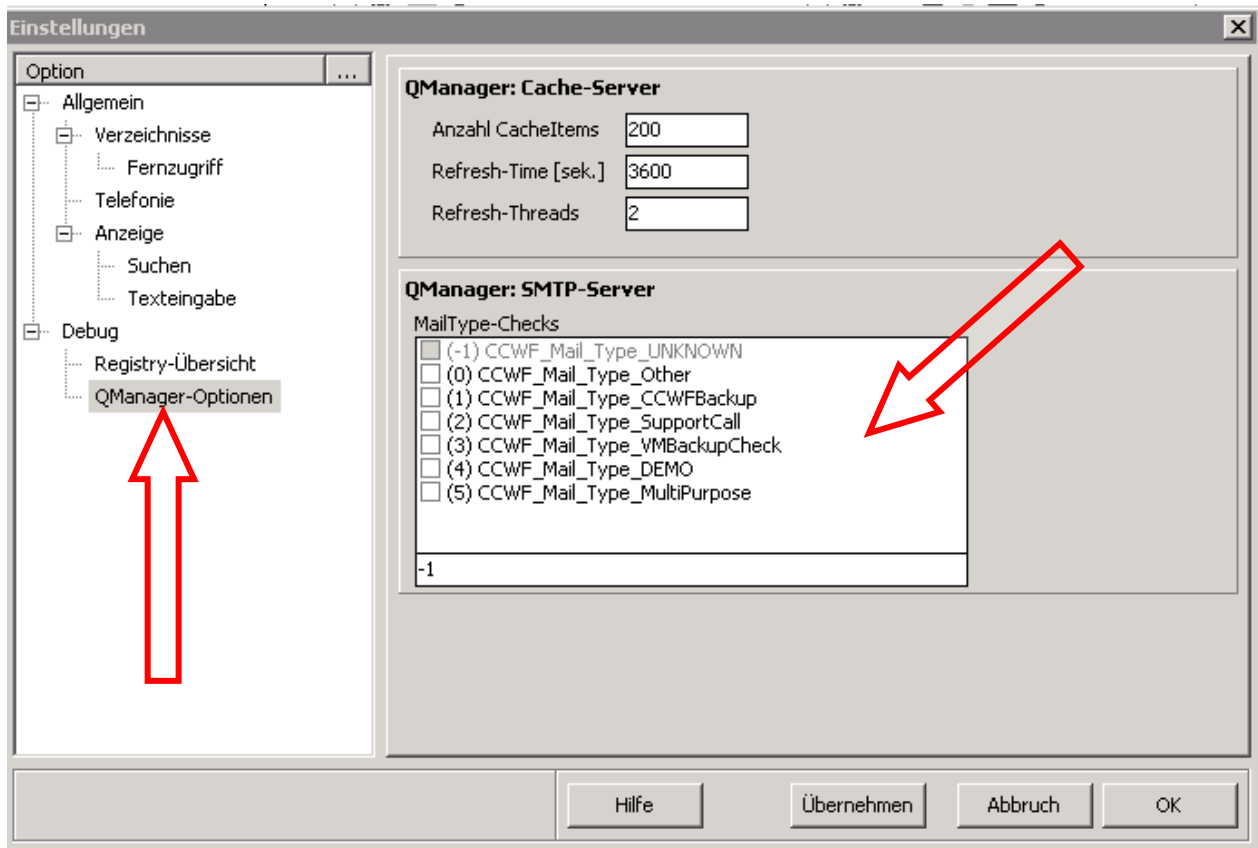 Einstellungen
Option ...
Allgemein
Verzeichnisse
Fernzugriff
Telefonie
Anzeige
Suchen
Texteingabe
Debug
Registry-Übersicht
QManager-Optionen
QManager: Cache-Server
Anzahl CacheItems 200
Refresh-Time [sek.] 3600
Refresh-Threads 2
QManager: SMTP-Server
MailType-Checks
(-1) CCWF_Mail_Type_UNKNOWN
(0) CCWF_Mail_Type_Other
(1) CCWF_Mail_Type_CCWFBackup
(2) CCWF_Mail_Type_SupportCall
(3) CCWF_Mail_Type_VMBackupCheck
(4) CCWF_Mail_Type_DEMO
(5) CCWF_Mail_Type_MultiPurpose
-1
Hilfe Übernehmen Abbruch OK